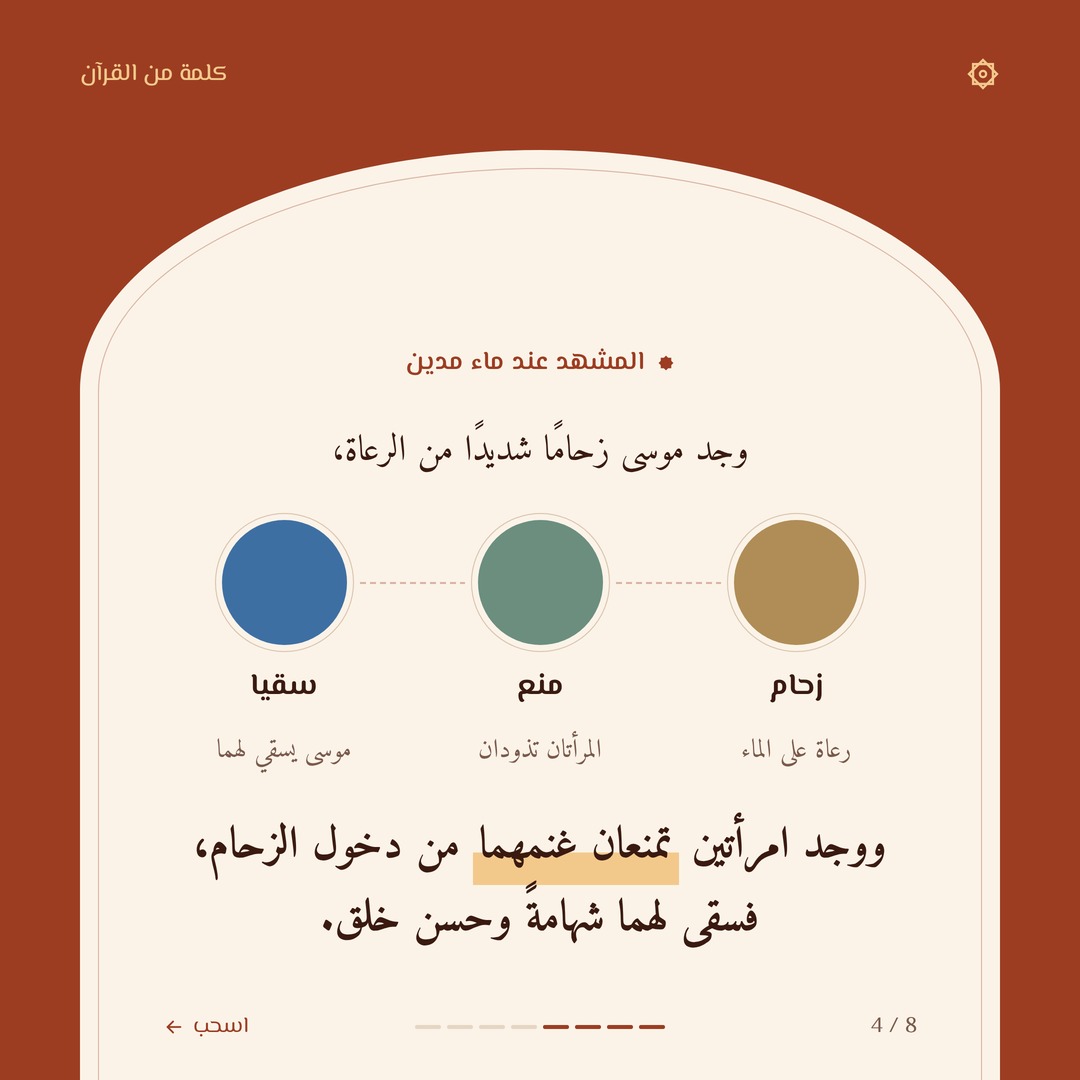 كلمة من القرآن
المشهد عند ماء مدين
وجد موسى زحامًا شديدًا من الرعاة،
زحام
منع
سقيا
رعاة على الماء
المرأتان تذودان
موسى يسقي لهما
ووجد امرأتين تمنعان غنمهما من دخول الزحام،
فسقى لهما شهامةً وحسن خلق.
4 / 8
اسحب ←